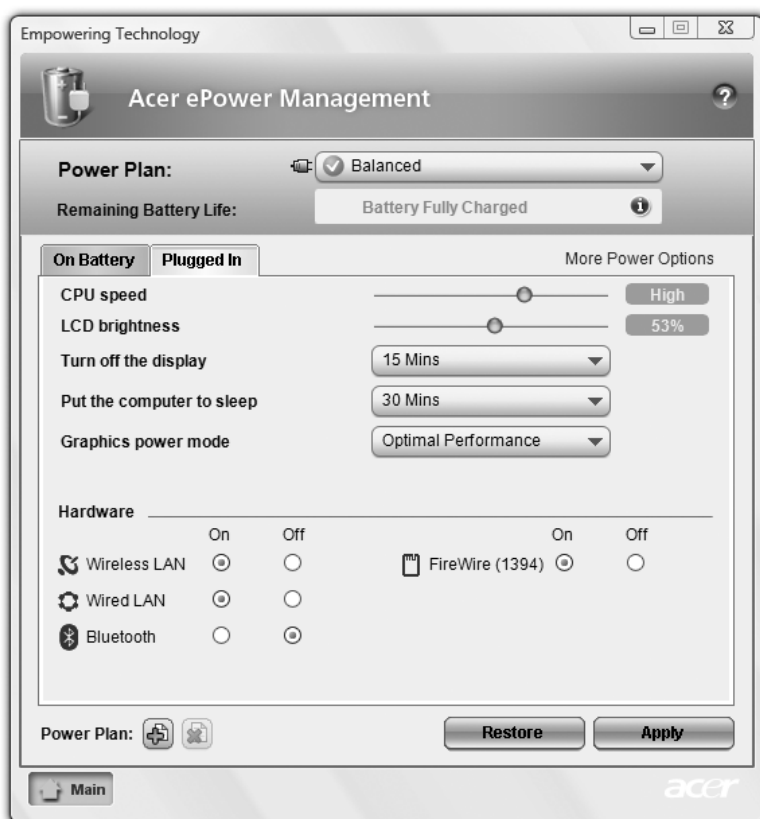 Empowering Technology
Acer ePower Management
Power Plan: Balanced
Remaining Battery Life: Battery Fully Charged
On Battery Plugged In More Power Options
CPU speed High
LCD brightness 53%
Turn off the display 15 Mins
Put the computer to sleep 30 Mins
Graphics power mode Optimal Performance
Hardware
On Off On Off
Wireless LAN FireWire (1394)
Wired LAN
Bluetooth
Power Plan: Restore Apply
Main acer